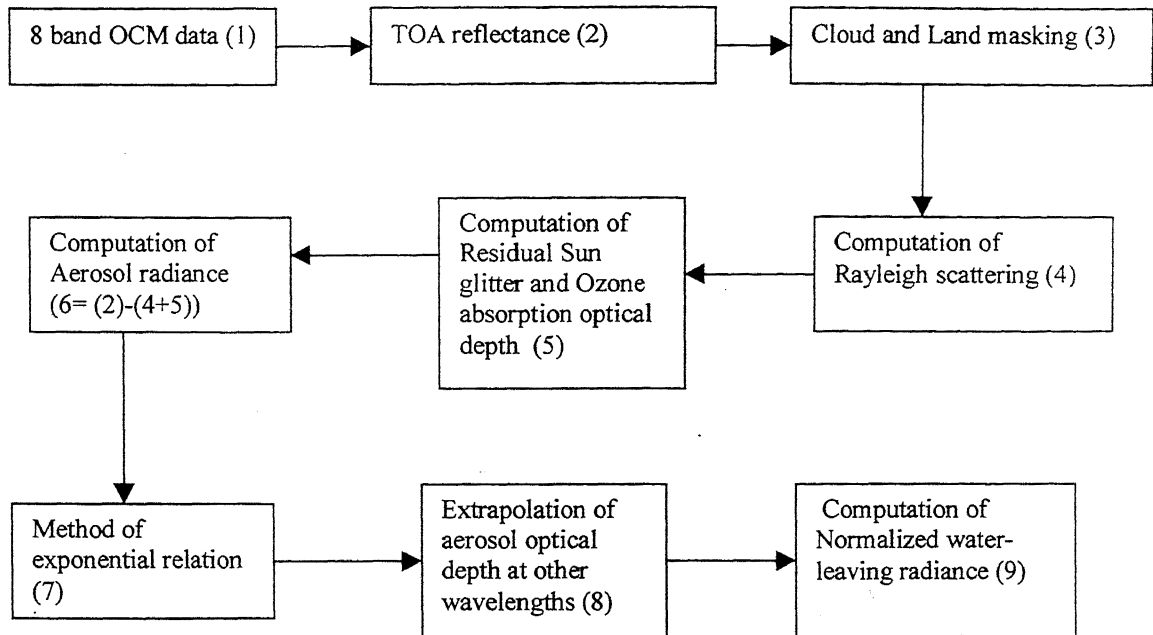 8 band OCM data (1)
TOA reflectance (2)
Cloud and Land masking (3)
Computation of
Rayleigh scattering (4)
Computation of
Residual Sun
glitter and Ozone
absorption optical
depth (5)
Computation of
Aerosol radiance
(6= (2)-(4+5))
Method of
exponential relation
(7)
Extrapolation of
aerosol optical
depth at other
wavelengths (8)
Computation of
Normalized water-
leaving radiance (9)